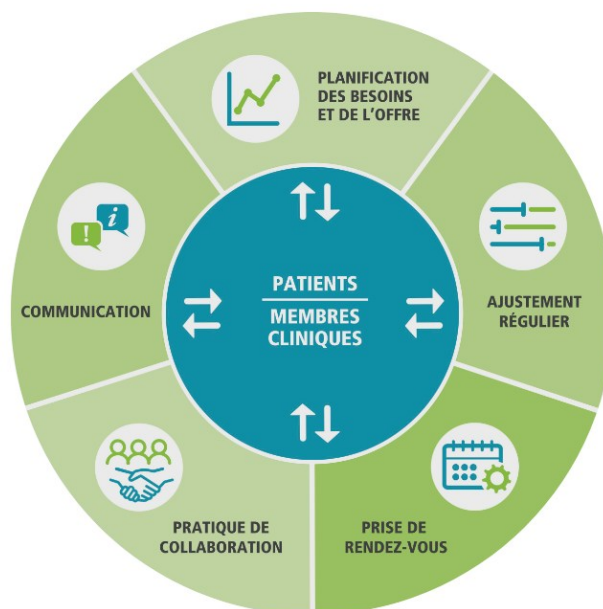 PLANIFICATION
DES BESOINS
ET DE L'OFFRE
i
!
COMMUNICATION
PATIENTS
MEMBRES
CLINIQUES
AJUSTEMENT
RÉGULIER
PRATIQUE DE
COLLABORATION
PRISE DE
RENDEZ-VOUS